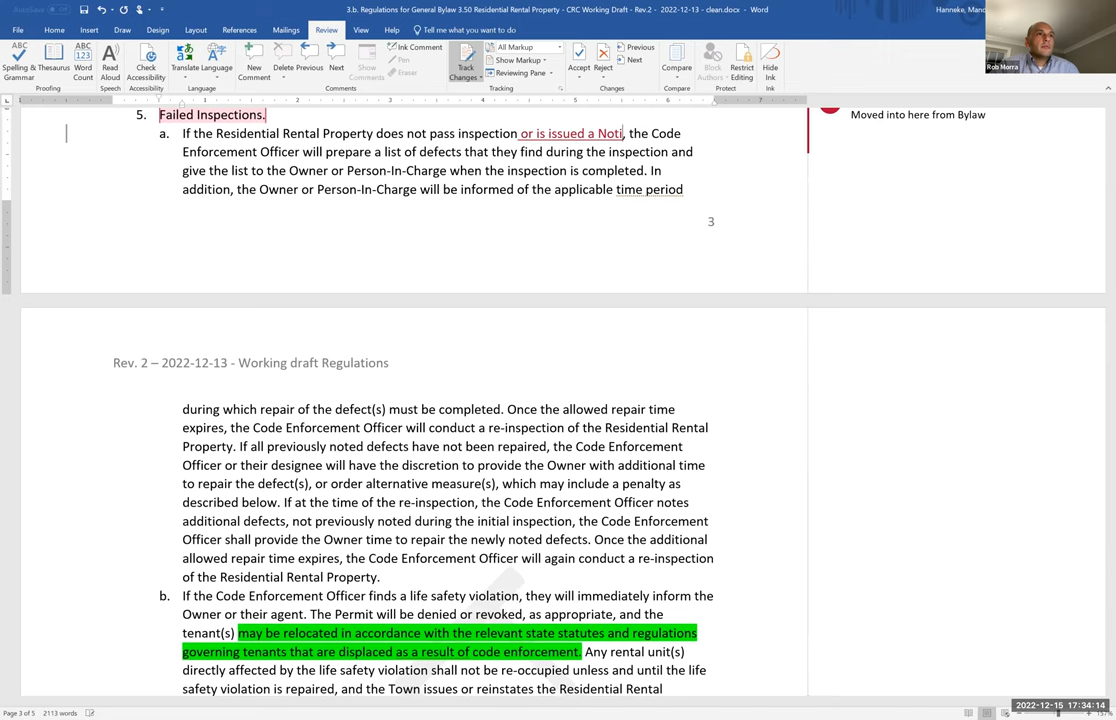 AutoSave Off
3.b. Regulations for General Bylaw 3.50 Residential Rental Property - CRC Working Draft - Rev.2 - 2022-12-13 - clean.docx - Word
Hanneke, Mand
File Home Insert Draw Design Layout References Mailings Review View Help Tell me what you want to do
Spelling & Grammar
Thesaurus
Word Count
Proofing
Read Aloud
Speech
Check Accessibility
Accessibility
Translate
Language
Language
New Comment
Delete
Previous
Next
Show Comments
Comments
Ink Comment
Pen
Eraser
Track Changes
All Markup
Show Markup
Reviewing Pane
Tracking
Accept
Reject
Previous
Next
Changes
Compare
Compare
Block Authors
Restrict Editing
Protect
Hide Ink
Ink
Rob Morra
5. Failed Inspections.
Moved into here from Bylaw
a. If the Residential Rental Property does not pass inspection or is issued a Noti, the Code
Enforcement Officer will prepare a list of defects that they find during the inspection and
give the list to the Owner or Person-In-Charge when the inspection is completed. In
addition, the Owner or Person-In-Charge will be informed of the applicable time period
3
Rev. 2 – 2022-12-13 - Working draft Regulations
during which repair of the defect(s) must be completed. Once the allowed repair time
expires, the Code Enforcement Officer will conduct a re-inspection of the Residential Rental
Property. If all previously noted defects have not been repaired, the Code Enforcement
Officer or their designee will have the discretion to provide the Owner with additional time
to repair the defect(s), or order alternative measure(s), which may include a penalty as
described below. If at the time of the re-inspection, the Code Enforcement Officer notes
additional defects, not previously noted during the initial inspection, the Code Enforcement
Officer shall provide the Owner time to repair the newly noted defects. Once the additional
allowed repair time expires, the Code Enforcement Officer will again conduct a re-inspection
of the Residential Rental Property.
b. If the Code Enforcement Officer finds a life safety violation, they will immediately inform the
Owner or their agent. The Permit will be denied or revoked, as appropriate, and the
tenant(s) may be relocated in accordance with the relevant state statutes and regulations
governing tenants that are displaced as a result of code enforcement. Any rental unit(s)
directly affected by the life safety violation shall not be re-occupied unless and until the life
safety violation is repaired, and the Town issues or reinstates the Residential Rental
Page 3 of 5 2113 words
2022-12-15 17:34:14